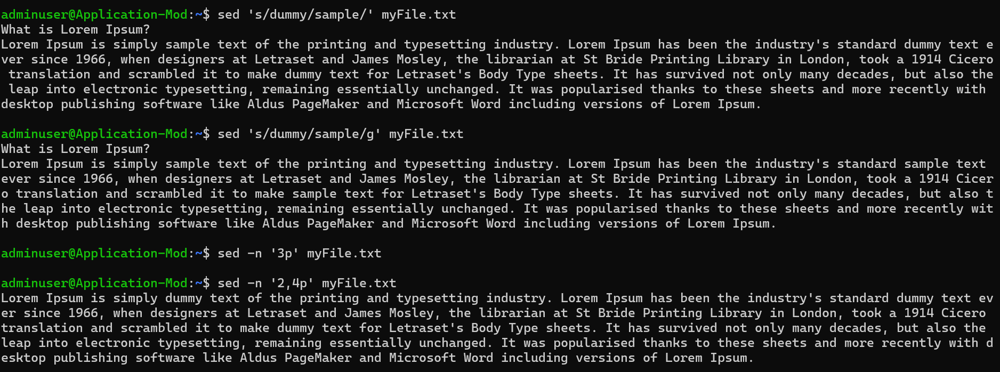 adminuser@Application-Mod:~$ sed 's/dummy/sample/' myFile.txt
What is Lorem Ipsum?
Lorem Ipsum is simply sample text of the printing and typesetting industry. Lorem Ipsum has been the industry's standard dummy text e
ver since 1966, when designers at Letraset and James Mosley, the librarian at St Bride Printing Library in London, took a 1914 Cicero
 translation and scrambled it to make dummy text for Letraset's Body Type sheets. It has survived not only many decades, but also the
 leap into electronic typesetting, remaining essentially unchanged. It was popularised thanks to these sheets and more recently with
desktop publishing software like Aldus PageMaker and Microsoft Word including versions of Lorem Ipsum.

adminuser@Application-Mod:~$ sed 's/dummy/sample/g' myFile.txt
What is Lorem Ipsum?
Lorem Ipsum is simply sample text of the printing and typesetting industry. Lorem Ipsum has been the industry's standard sample text
ever since 1966, when designers at Letraset and James Mosley, the librarian at St Bride Printing Library in London, took a 1914 Cicer
o translation and scrambled it to make sample text for Letraset's Body Type sheets. It has survived not only many decades, but also t
he leap into electronic typesetting, remaining essentially unchanged. It was popularised thanks to these sheets and more recently wit
h desktop publishing software like Aldus PageMaker and Microsoft Word including versions of Lorem Ipsum.

adminuser@Application-Mod:~$ sed -n '3p' myFile.txt

adminuser@Application-Mod:~$ sed -n '2,4p' myFile.txt
Lorem Ipsum is simply dummy text of the printing and typesetting industry. Lorem Ipsum has been the industry's standard dummy text ev
er since 1966, when designers at Letraset and James Mosley, the librarian at St Bride Printing Library in London, took a 1914 Cicero
translation and scrambled it to make dummy text for Letraset's Body Type sheets. It has survived not only many decades, but also the
leap into electronic typesetting, remaining essentially unchanged. It was popularised thanks to these sheets and more recently with d
esktop publishing software like Aldus PageMaker and Microsoft Word including versions of Lorem Ipsum.